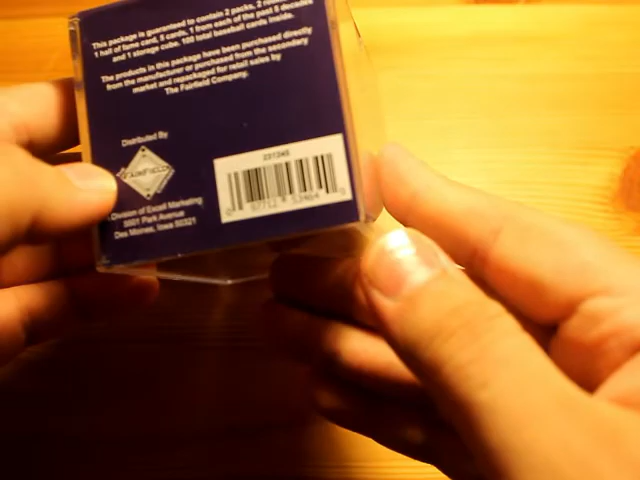 This package is guaranteed to contain 2 packs, 2
1 hall of fame card, 5 cards, 1 from each of the past 5 decades
and 1 storage cube. 100 total baseball cards inside.
The products in this package have been purchased directly
from the manufacturer or purchased from the secondary
market and repackaged for retail sales by
The Fairfield Company.
Distributed By
FAIRFIELD
Division of Excell Marketing
5501 Park Avenue
Des Moines, Iowa 50321